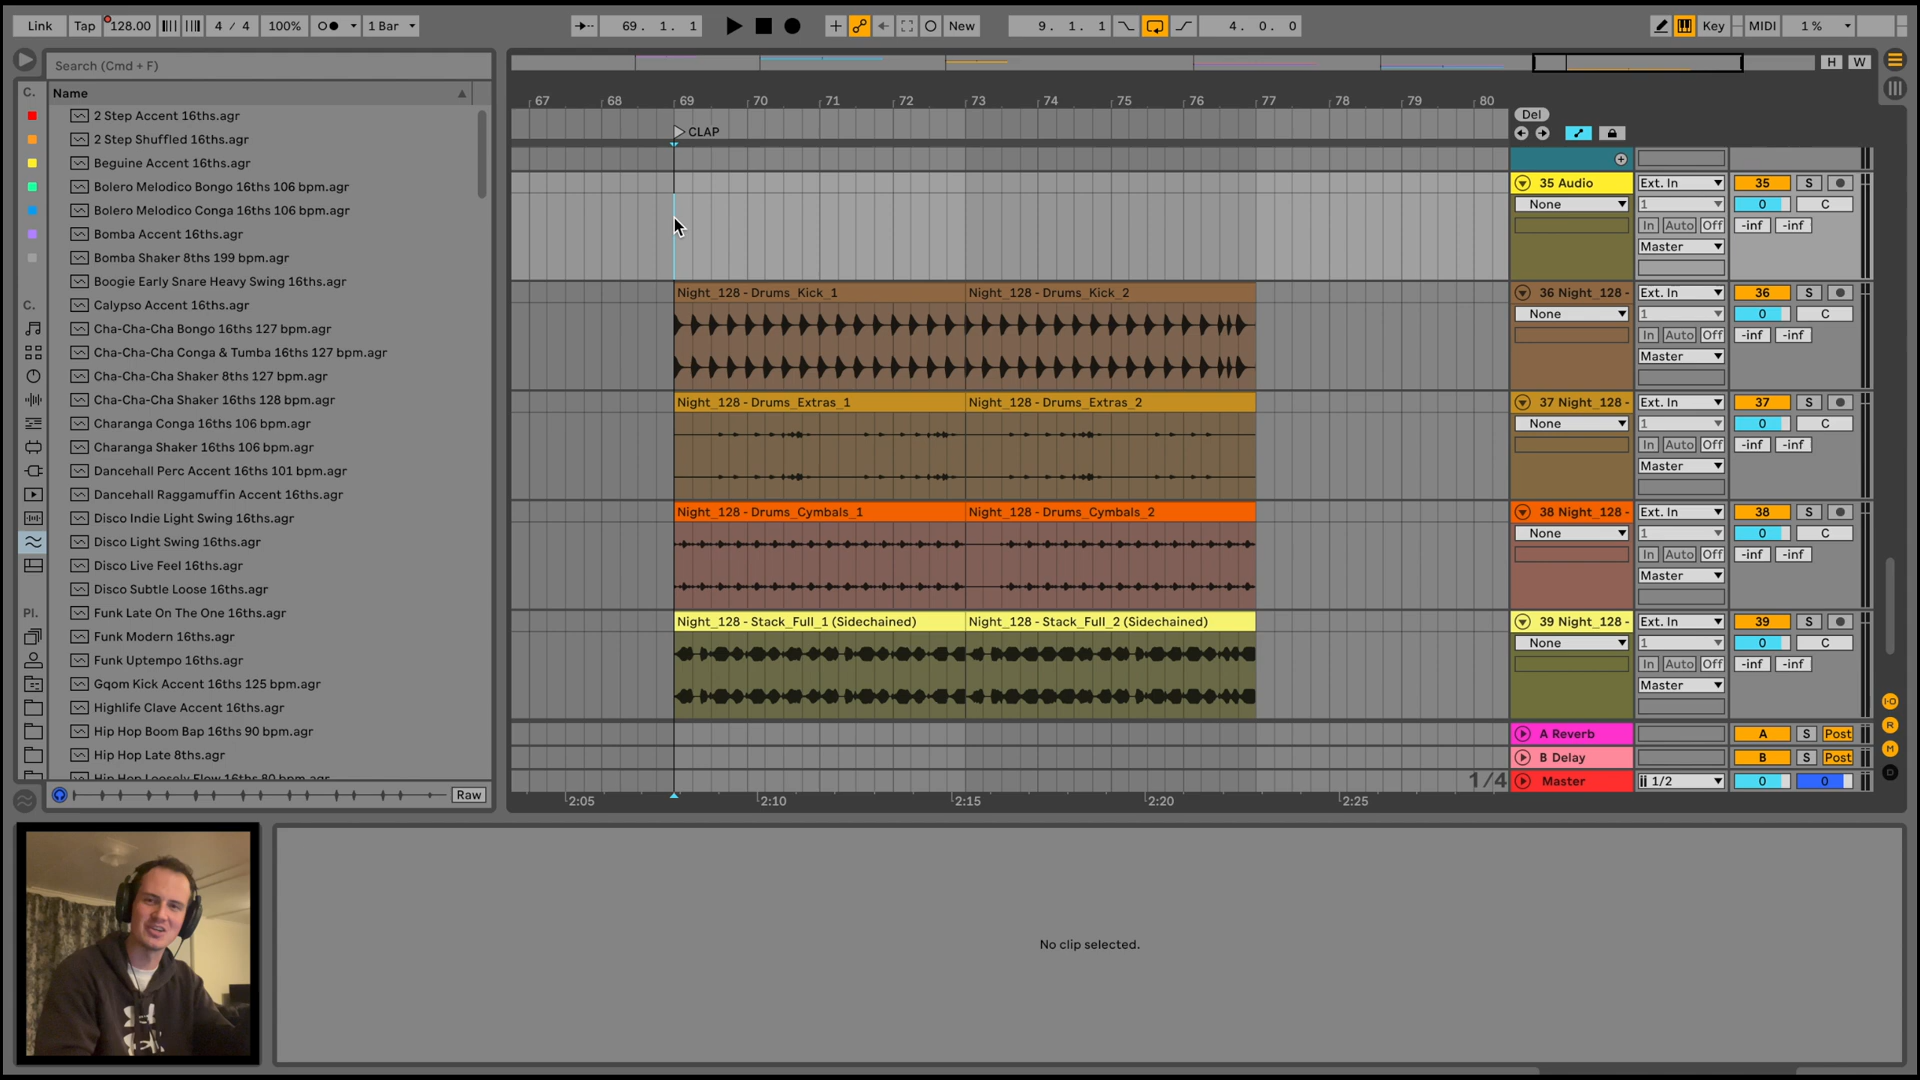 Link Tap 128.00 4 / 4 100% 1 Bar 69. 1. 1 New 9. 1. 1 4. 0. 0 Key MIDI 1 %
Search (Cmd + F)
H W
C. Name
67 68 69 70 71 72 73 74 75 76 77 78 79 80
Del
CLAP
2 Step Accent 16ths.agr
2 Step Shuffled 16ths.agr
Beguine Accent 16ths.agr
Bolero Melodico Bongo 16ths 106 bpm.agr
Bolero Melodico Conga 16ths 106 bpm.agr
Bomba Accent 16ths.agr
Bomba Shaker 8ths 199 bpm.agr
Boogie Early Snare Heavy Swing 16ths.agr
C. Calypso Accent 16ths.agr
Cha-Cha-Cha Bongo 16ths 127 bpm.agr
Cha-Cha-Cha Conga & Tumba 16ths 127 bpm.agr
Cha-Cha-Cha Shaker 8ths 127 bpm.agr
Cha-Cha-Cha Shaker 16ths 128 bpm.agr
Charanga Conga 16ths 106 bpm.agr
Charanga Shaker 16ths 106 bpm.agr
Dancehall Perc Accent 16ths 101 bpm.agr
Dancehall Raggamuffin Accent 16ths.agr
Disco Indie Light Swing 16ths.agr
Disco Light Swing 16ths.agr
Disco Live Feel 16ths.agr
Disco Subtle Loose 16ths.agr
Pl. Funk Late On The One 16ths.agr
Funk Modern 16ths.agr
Funk Uptempo 16ths.agr
Gqom Kick Accent 16ths 125 bpm.agr
Highlife Clave Accent 16ths.agr
Hip Hop Boom Bap 16ths 90 bpm.agr
Hip Hop Late 8ths.agr
Hip Hop Loosely Flow 16ths 80 bpm.agr
Raw
35 Audio Ext. In 35 S
None 1 0 C
In Auto Off -inf -inf
Master
Night_128 - Drums_Kick_1 Night_128 - Drums_Kick_2 36 Night_128 - Ext. In 36 S
None 1 0 C
In Auto Off -inf -inf
Master
Night_128 - Drums_Extras_1 Night_128 - Drums_Extras_2 37 Night_128 - Ext. In 37 S
None 1 0 C
In Auto Off -inf -inf
Master
Night_128 - Drums_Cymbals_1 Night_128 - Drums_Cymbals_2 38 Night_128 - Ext. In 38 S
None 1 0 C
In Auto Off -inf -inf
Master
Night_128 - Stack_Full_1 (Sidechained) Night_128 - Stack_Full_2 (Sidechained) 39 Night_128 - Ext. In 39 S
None 1 0 C
In Auto Off -inf -inf
Master
I-O
R
M
D
A Reverb A S Post
B Delay B S Post
1/4 Master 1/2 0 0
2:05 2:10 2:15 2:20 2:25
No clip selected.